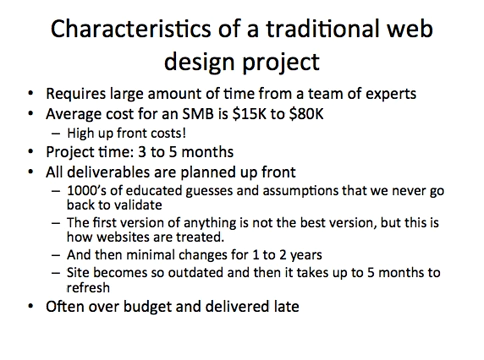 Characteristics of a traditional web
design project
• Requires large amount of time from a team of experts
• Average cost for an SMB is $15K to $80K
– High up front costs!
• Project time: 3 to 5 months
• All deliverables are planned up front
– 1000's of educated guesses and assumptions that we never go
back to validate
– The first version of anything is not the best version, but this is
how websites are treated.
– And then minimal changes for 1 to 2 years
– Site becomes so outdated and then it takes up to 5 months to
refresh
• Often over budget and delivered late